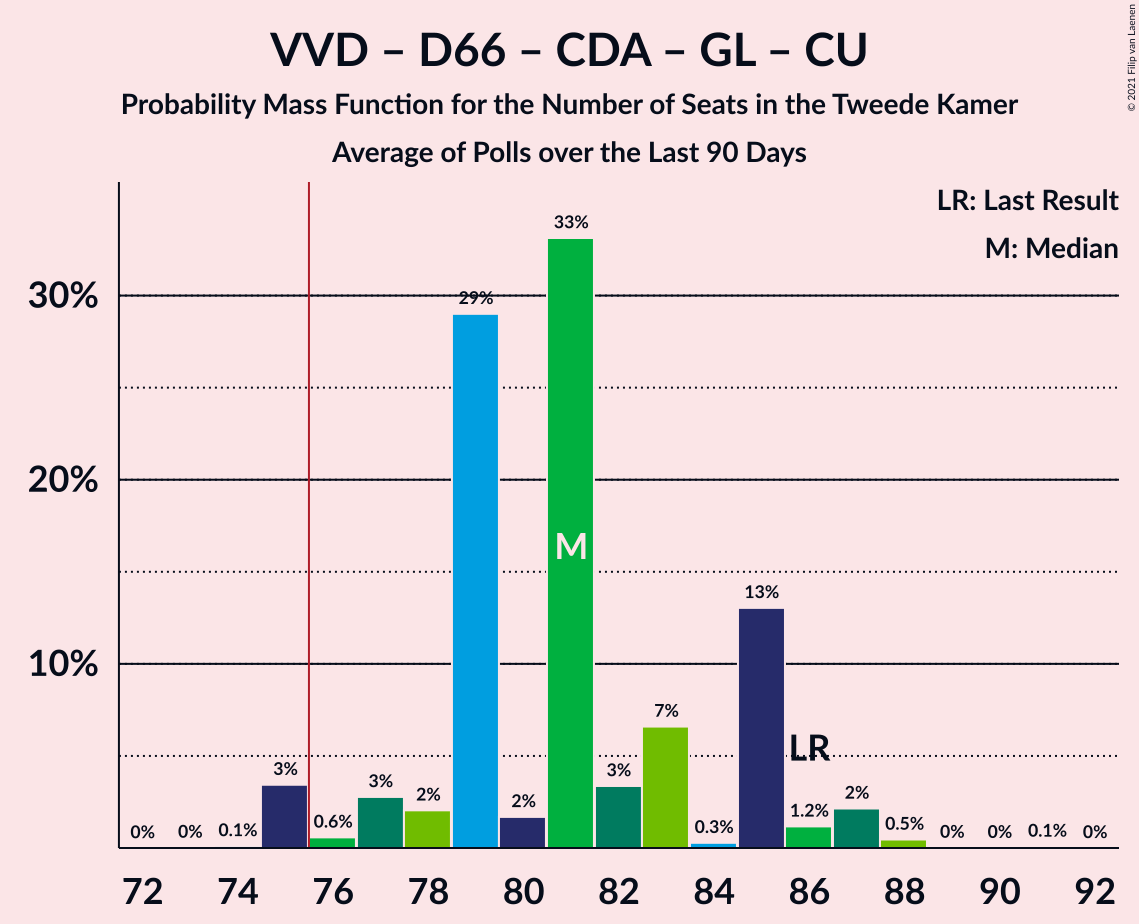 VVD – D66 – CDA – GL – CU
Probability Mass Function for the Number of Seats in the Tweede Kamer
Average of Polls over the Last 90 Days
© 2021 Filip van Laenen
LR: Last Result
M: Median
30%
20%
10%
0%
0%
0.1%
3%
0.6%
3%
2%
29%
2%
33%
3%
7%
0.3%
13%
1.2%
2%
0.5%
0%
0%
0.1%
0%
M
LR
72 74 76 78 80 82 84 86 88 90 92